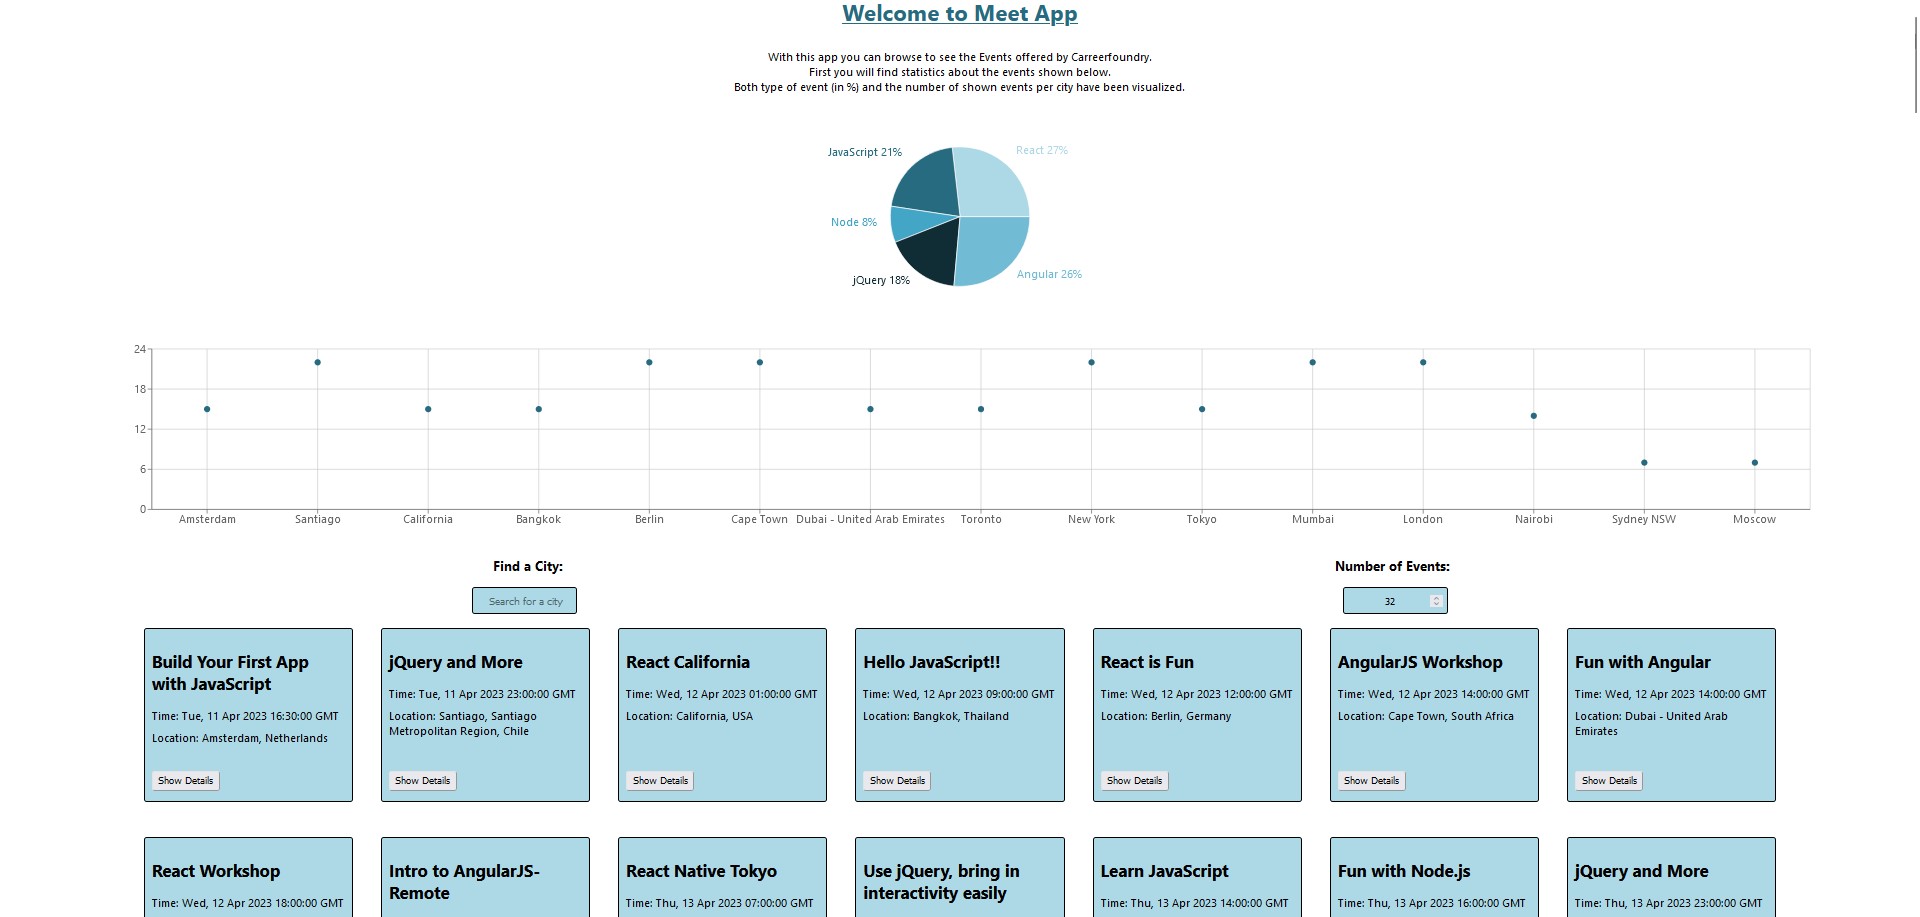 Welcome to Meet App
With this app you can browse to see the Events offered by Carreerfoundry.
First you will find statistics about the events shown below.
Both type of event (in %) and the number of shown events per city have been visualized.
JavaScript 21%
React 27%
Node 8%
jQuery 18%
Angular 26%
24
18
12
6
0
Amsterdam Santiago California Bangkok Berlin Cape Town Dubai - United Arab Emirates Toronto New York Tokyo Mumbai London Nairobi Sydney NSW Moscow
Find a City:
Search for a city
Number of Events:
32
Build Your First App
with JavaScript
Time: Tue, 11 Apr 2023 16:30:00 GMT
Location: Amsterdam, Netherlands
Show Details
jQuery and More
Time: Tue, 11 Apr 2023 23:00:00 GMT
Location: Santiago, Santiago
Metropolitan Region, Chile
Show Details
React California
Time: Wed, 12 Apr 2023 01:00:00 GMT
Location: California, USA
Show Details
Hello JavaScript!!
Time: Wed, 12 Apr 2023 09:00:00 GMT
Location: Bangkok, Thailand
Show Details
React is Fun
Time: Wed, 12 Apr 2023 12:00:00 GMT
Location: Berlin, Germany
Show Details
AngularJS Workshop
Time: Wed, 12 Apr 2023 14:00:00 GMT
Location: Cape Town, South Africa
Show Details
Fun with Angular
Time: Wed, 12 Apr 2023 14:00:00 GMT
Location: Dubai - United Arab
Emirates
Show Details
React Workshop
Time: Wed, 12 Apr 2023 18:00:00 GMT
Intro to AngularJS-
Remote
React Native Tokyo
Time: Thu, 13 Apr 2023 07:00:00 GMT
Use jQuery, bring in
interactivity easily
Learn JavaScript
Time: Thu, 13 Apr 2023 14:00:00 GMT
Fun with Node.js
Time: Thu, 13 Apr 2023 16:00:00 GMT
jQuery and More
Time: Thu, 13 Apr 2023 23:00:00 GMT